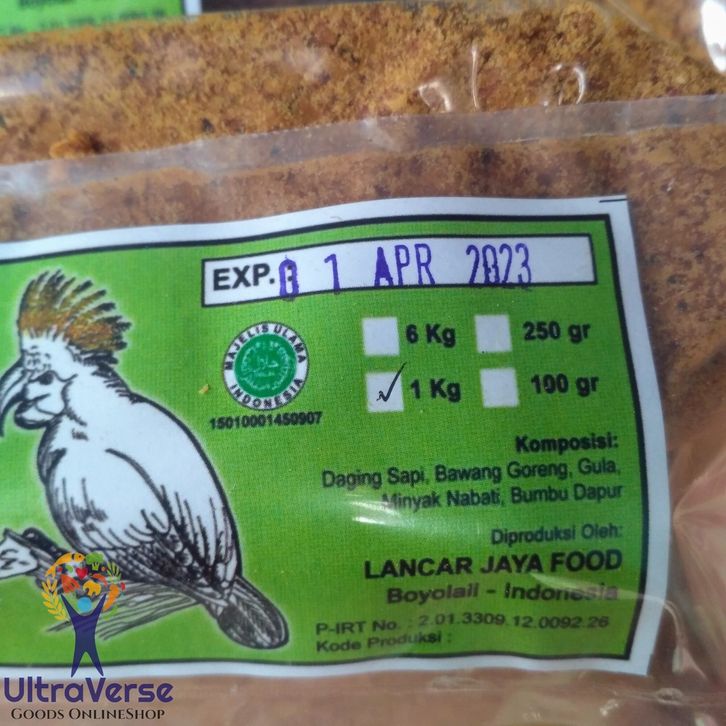 EXP. 01 APR 2023
MAJELIS ULAMA
INDONESIA
حلال
15010001450907
6 Kg
250 gr
✓ 1 Kg
100 gr
Komposisi:
Daging Sapi, Bawang Goreng, Gula,
Minyak Nabati, Bumbu Dapur
Diproduksi Oleh:
LANCAR JAYA FOOD
Boyolali - Indonesia
P-IRT No. : 2.01.3309.12.0092.26
Kode Produksi :
UltraVerse
GOODS ONLINESHOP